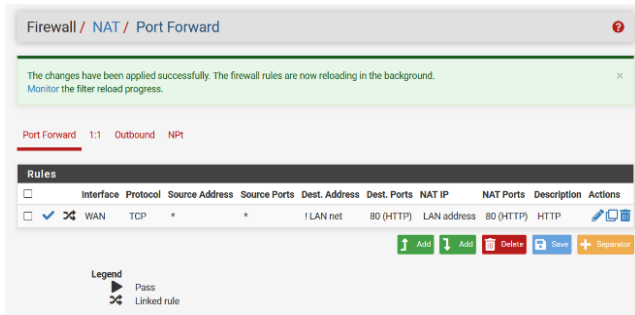 Firewall / NAT / Port Forward
The changes have been applied successfully. The firewall rules are now reloading in the background.
Monitor the filter reload progress.
Port Forward 1:1 Outbound NPt
Rules
Interface Protocol Source Address Source Ports Dest. Address Dest. Ports NAT IP NAT Ports Description Actions
WAN TCP * * ! LAN net 80 (HTTP) LAN address 80 (HTTP) HTTP
Add Add Delete Save Separator
Legend
Pass
Linked rule